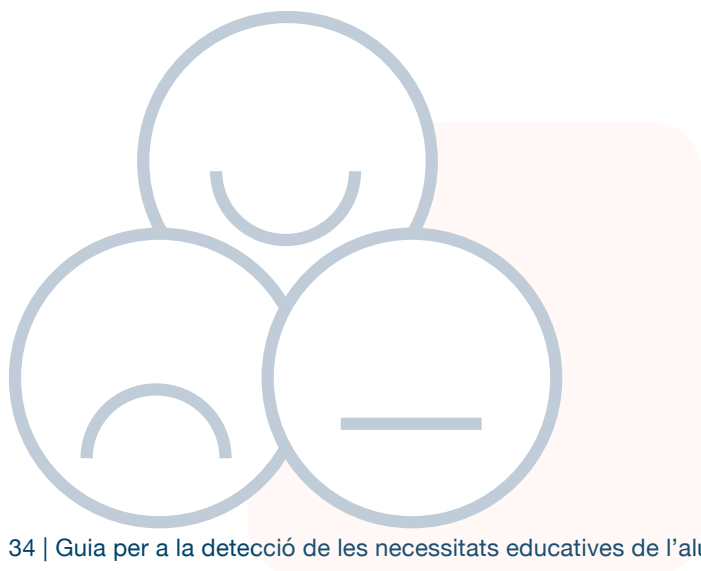 34 | Guia per a la detecció de les necessitats educatives de l'